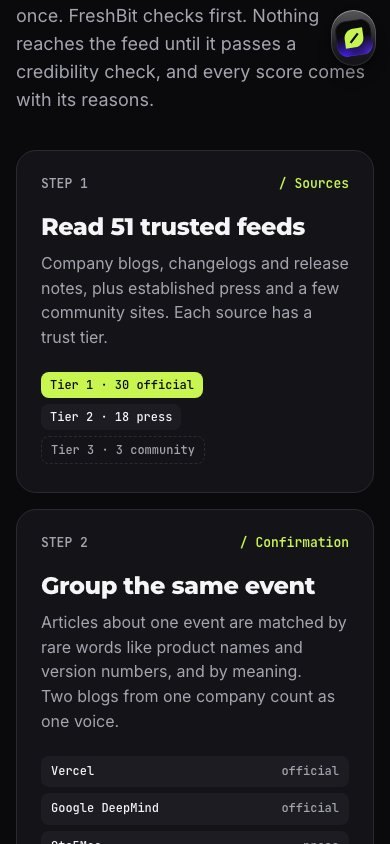 once. FreshBit checks first. Nothing
reaches the feed until it passes a
credibility check, and every score comes
with its reasons.
STEP 1
/ Sources
Read 51 trusted feeds
Company blogs, changelogs and release
notes, plus established press and a few
community sites. Each source has a
trust tier.
Tier 1 · 30 official
Tier 2 · 18 press
Tier 3 · 3 community
STEP 2
/ Confirmation
Group the same event
Articles about one event are matched by
rare words like product names and
version numbers, and by meaning.
Two blogs from one company count as
one voice.
Vercel
official
Google DeepMind
official